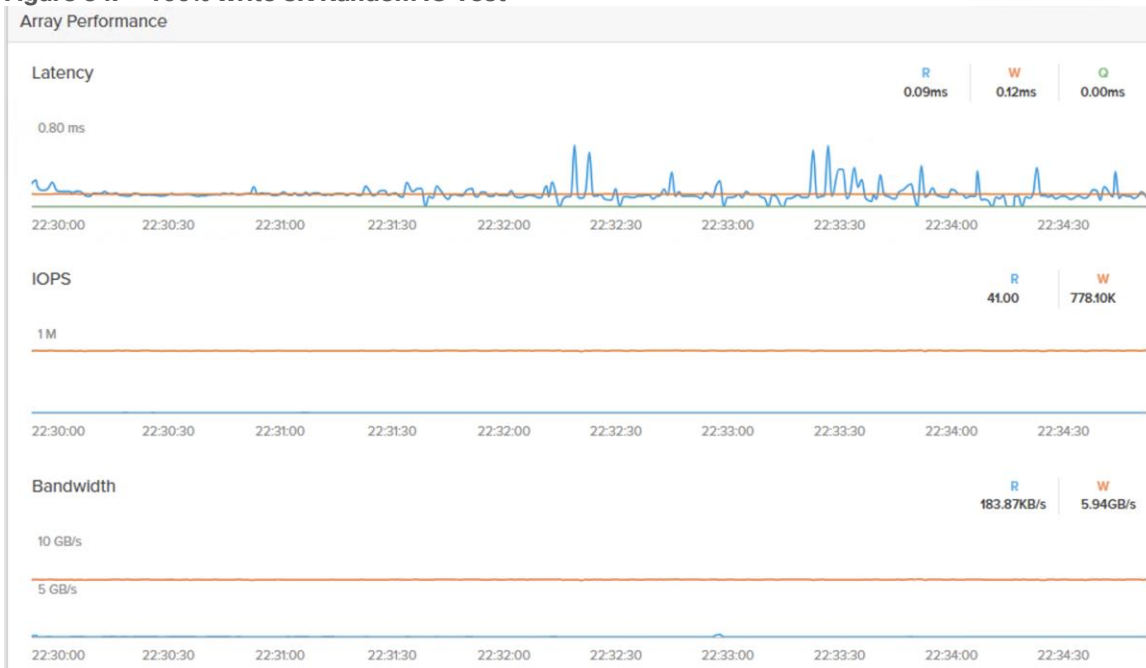 Array Performance
Latency
R W Q
0.09ms 0.12ms 0.00ms
0.80 ms
22:30:00 22:30:30 22:31:00 22:31:30 22:32:00 22:32:30 22:33:00 22:33:30 22:34:00 22:34:30
IOPS
R W
41.00 778.10K
1 M
22:30:00 22:30:30 22:31:00 22:31:30 22:32:00 22:32:30 22:33:00 22:33:30 22:34:00 22:34:30
Bandwidth
R W
183.87KB/s 5.94GB/s
10 GB/s
5 GB/s
22:30:00 22:30:30 22:31:00 22:31:30 22:32:00 22:32:30 22:33:00 22:33:30 22:34:00 22:34:30